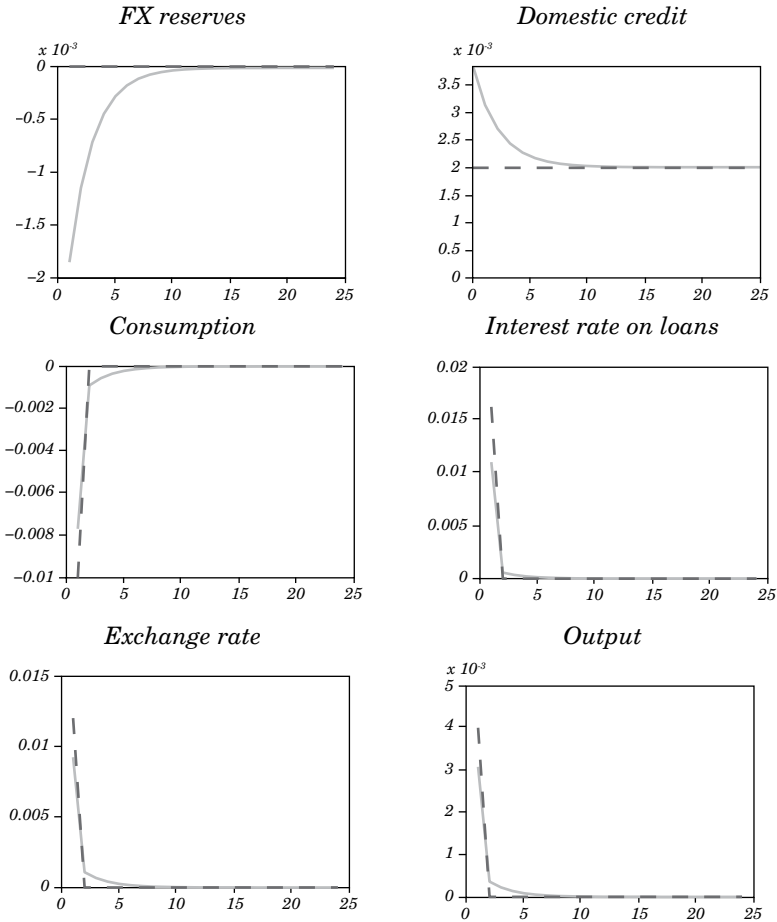 FX reserves
x 10-3
0
–0.5
–1
–1.5
–2
0 5 10 15 20 25
Domestic credit
x 10-3
3.5
3
2.5
2
1.5
1
0.5
0
0 5 10 15 20 25
Consumption
0
–0.002
–0.004
–0.006
–0.008
–0.01
0 5 10 15 20 25
Interest rate on loans
0.02
0.015
0.01
0.005
0
0 5 10 15 20 25
Exchange rate
0.015
0.01
0.005
0
0 5 10 15 20 25
Output
x 10-3
5
4
3
2
1
0
0 5 10 15 20 25